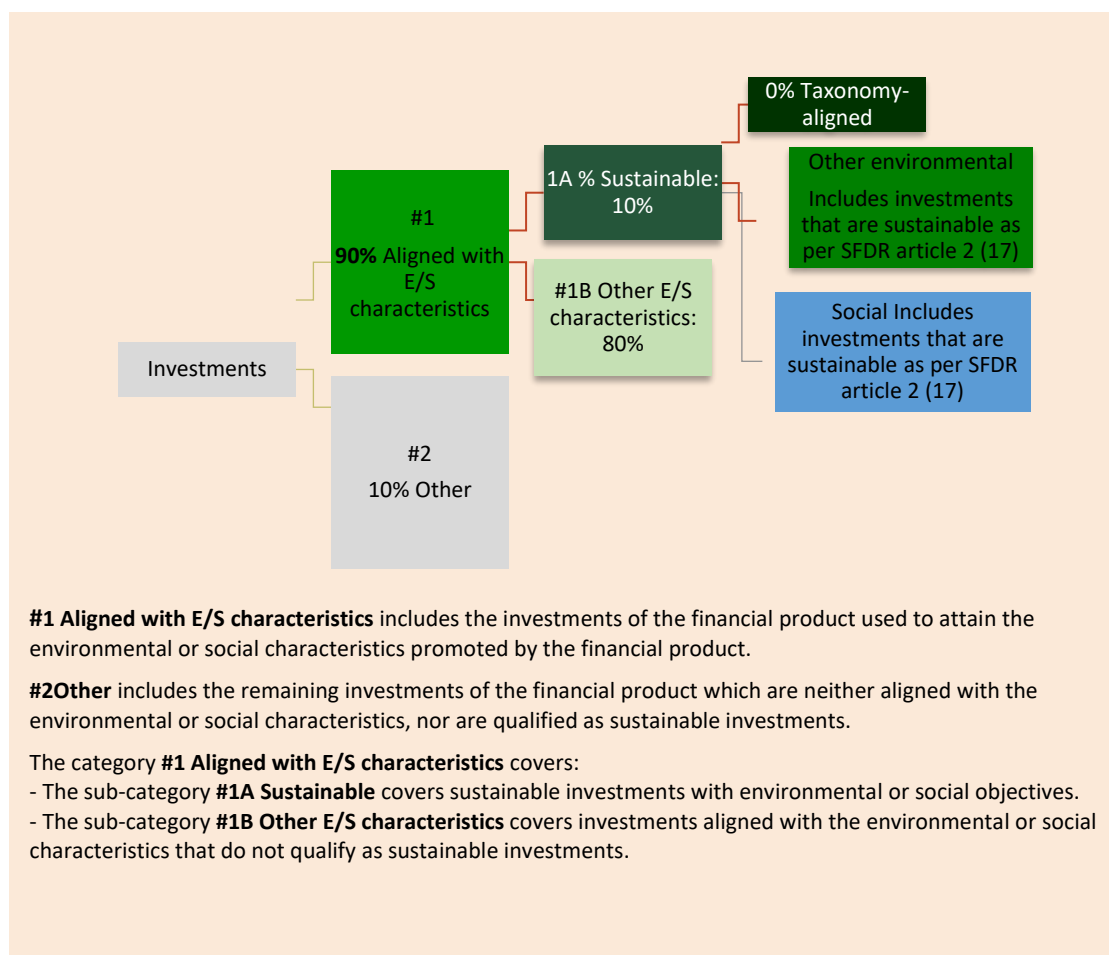 Investments
#1
90% Aligned with
E/S
characteristics
#2
10% Other
1A % Sustainable:
10%
#1B Other E/S
characteristics:
80%
0% Taxonomy-
aligned
Other environmental
Includes investments
that are sustainable as
per SFDR article 2 (17)
Social Includes
investments that are
sustainable as per SFDR
article 2 (17)
#1 Aligned with E/S characteristics includes the investments of the financial product used to attain the
environmental or social characteristics promoted by the financial product.
#2Other includes the remaining investments of the financial product which are neither aligned with the
environmental or social characteristics, nor are qualified as sustainable investments.
The category #1 Aligned with E/S characteristics covers:
- The sub-category #1A Sustainable covers sustainable investments with environmental or social objectives.
- The sub-category #1B Other E/S characteristics covers investments aligned with the environmental or social
characteristics that do not qualify as sustainable investments.